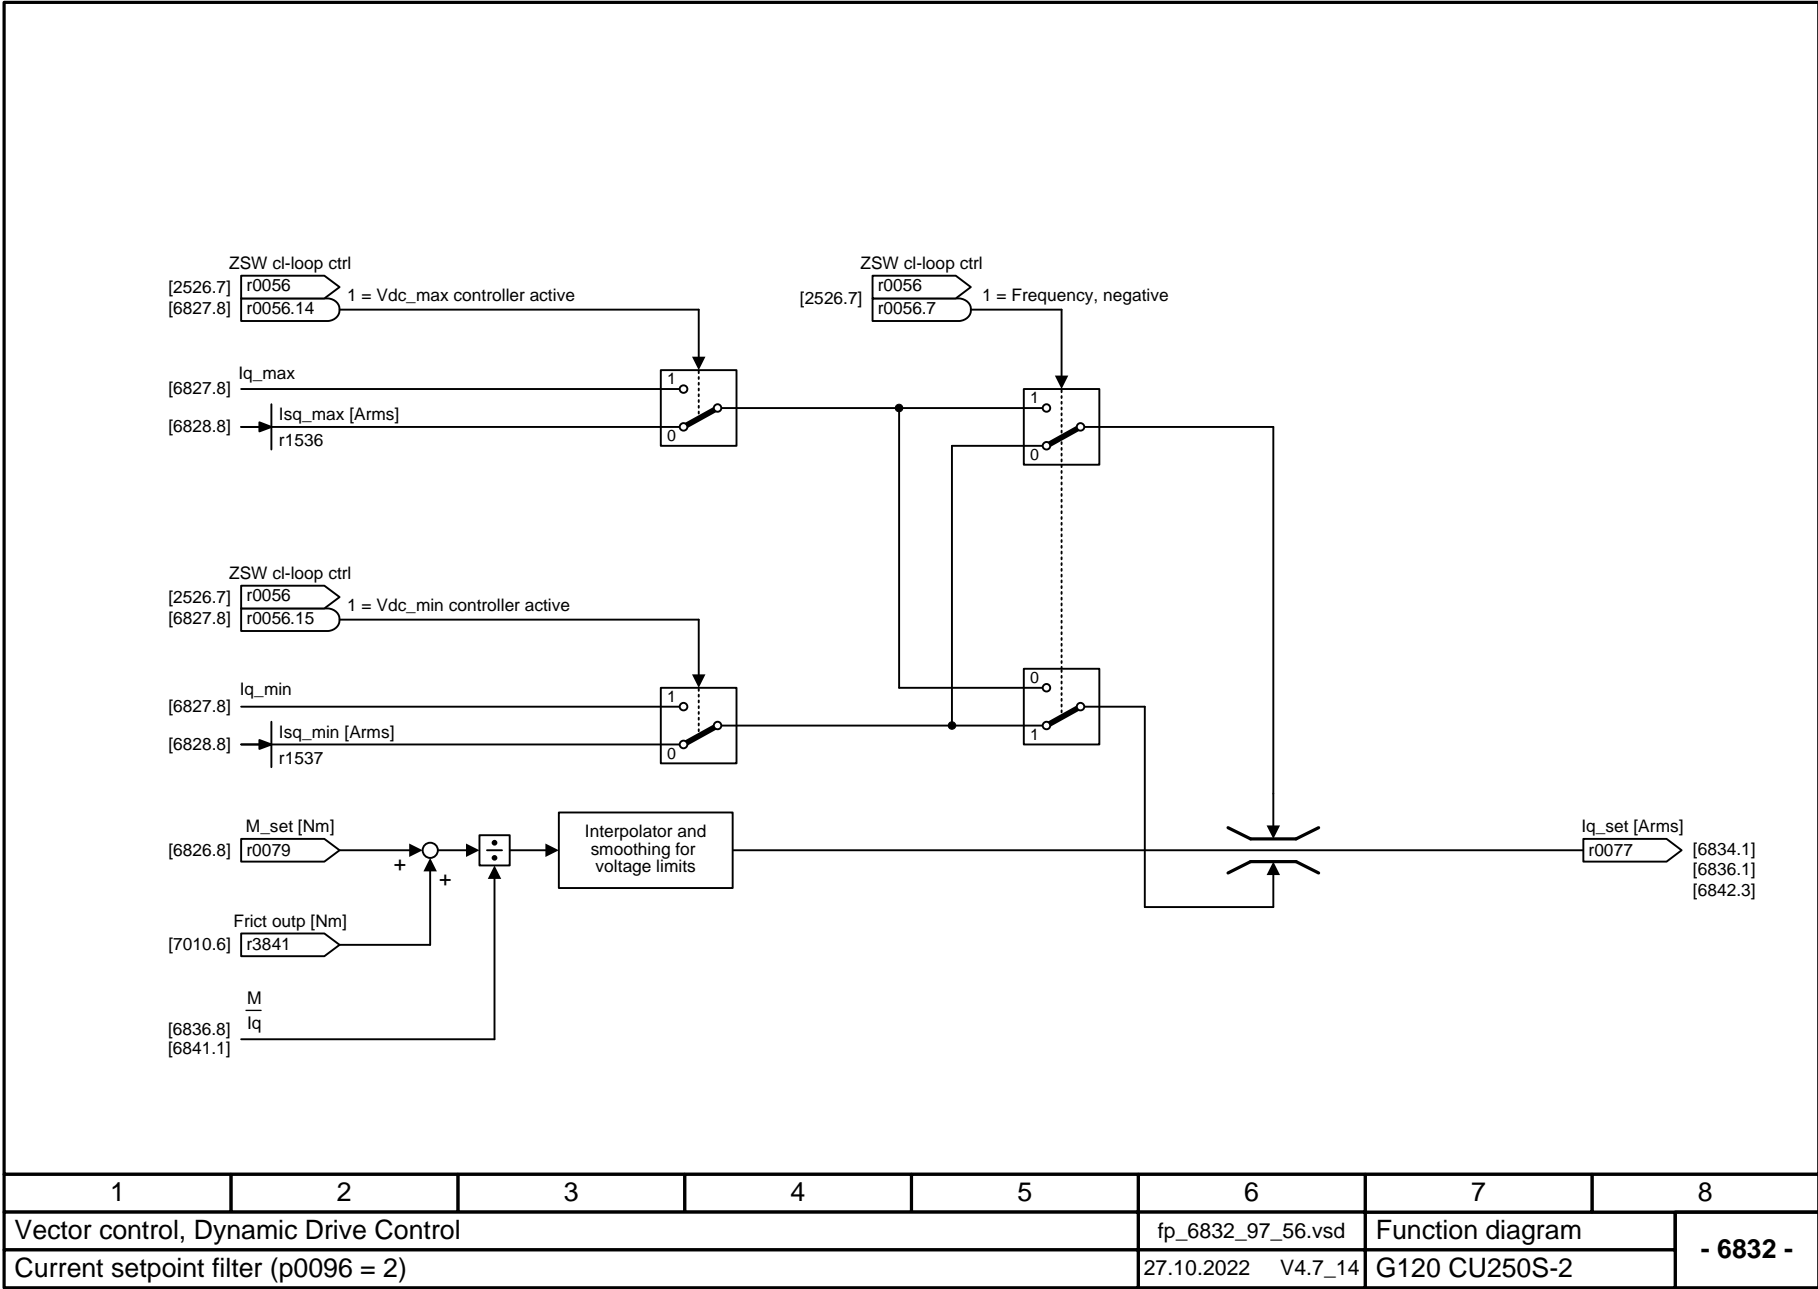 ZSW cl-loop ctrl
[2526.7] r0056
1 = Vdc_max controller active
[6827.8] r0056.14
ZSW cl-loop ctrl
r0056
[2526.7]
1 = Frequency, negative
r0056.7
Iq_max
[6827.8]
1
Isq_max [Arms]
[6828.8]
r1536
0
1
0
ZSW cl-loop ctrl
[2526.7] r0056
1 = Vdc_min controller active
[6827.8] r0056.15
Iq_min
[6827.8]
1
Isq_min [Arms]
[6828.8]
r1537
0
0
1
M_set [Nm]
[6826.8] r0079
+
+
÷
Interpolator and
smoothing for
voltage limits
Iq_set [Arms]
r0077 [6834.1]
[6836.1]
[6842.3]
Frict outp [Nm]
[7010.6] r3841
M
Iq
[6836.8]
[6841.1]
1 2 3 4 5 6 7 8
Vector control, Dynamic Drive Control fp_6832_97_56.vsd Function diagram
- 6832 -
Current setpoint filter (p0096 = 2) 27.10.2022 V4.7_14 G120 CU250S-2